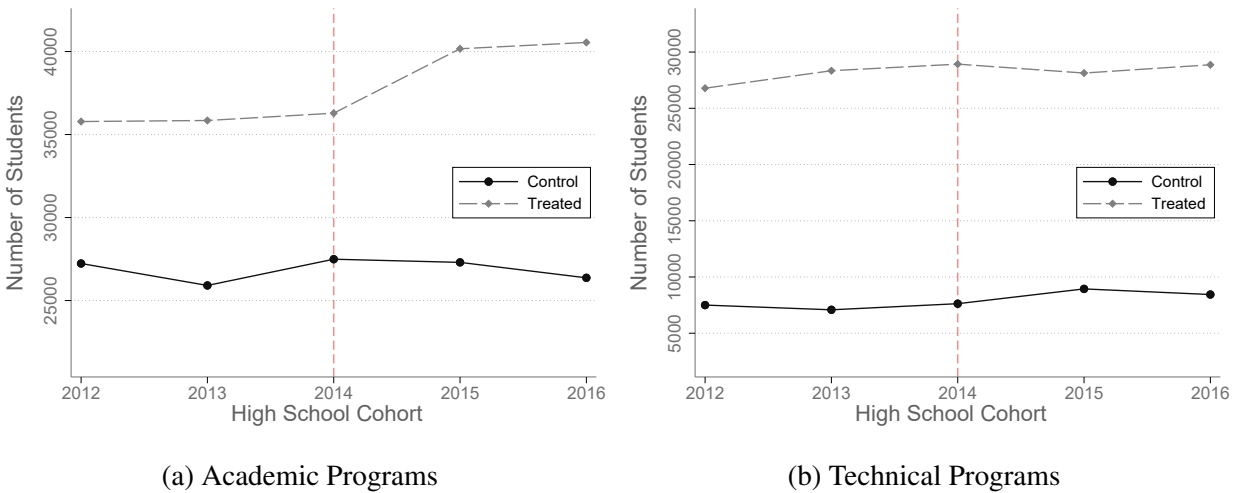 Number of Students
40000
35000
30000
25000
Control
Treated
2012 2013 2014 2015 2016
High School Cohort
(a) Academic Programs
Number of Students
30000
25000
20000
15000
10000
5000
Control
Treated
2012 2013 2014 2015 2016
High School Cohort
(b) Technical Programs